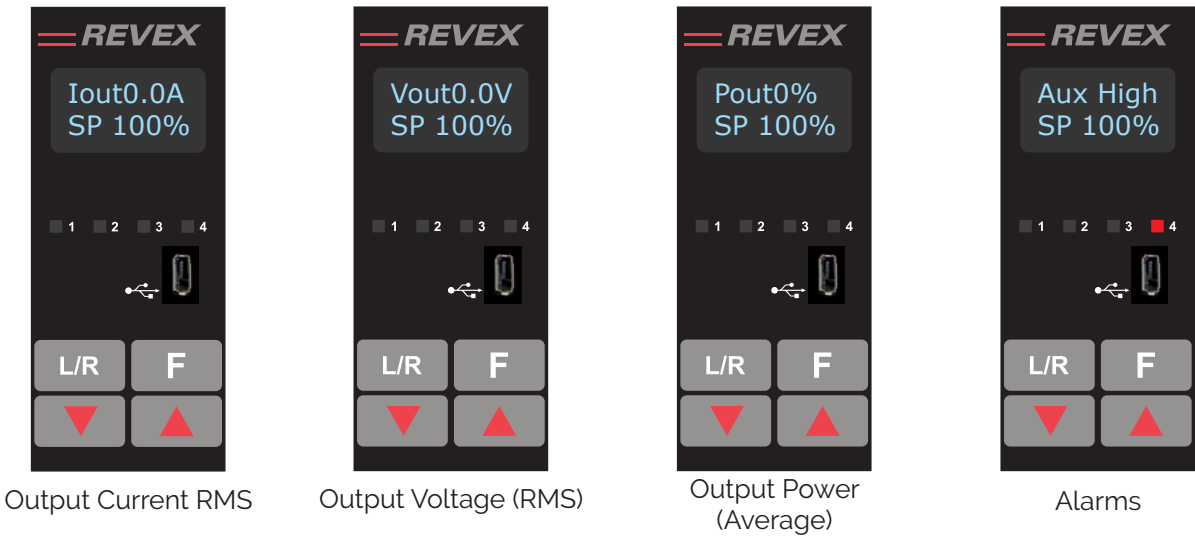 REVEX
Iout0.0A
SP 100%
1 2 3 4
L/R F
Output Current RMS
REVEX
Vout0.0V
SP 100%
1 2 3 4
L/R F
Output Voltage (RMS)
REVEX
Pout0%
SP 100%
1 2 3 4
L/R F
Output Power
(Average)
REVEX
Aux High
SP 100%
1 2 3 4
L/R F
Alarms